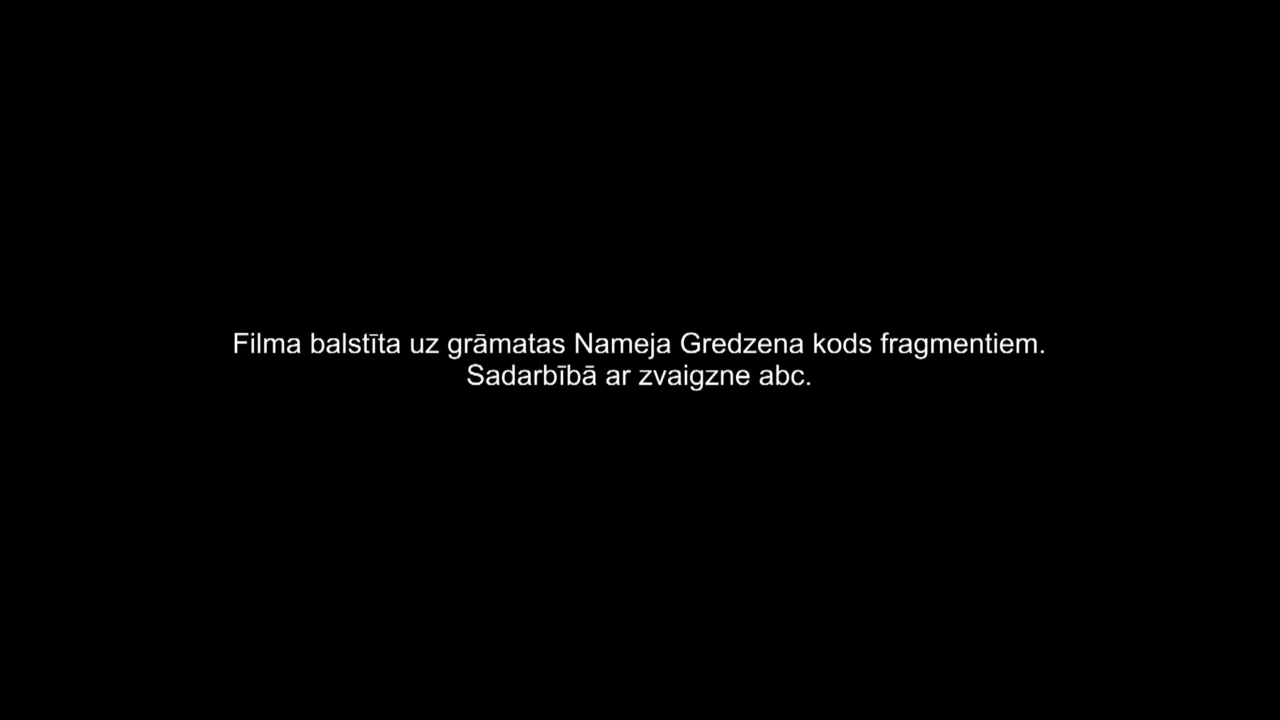 Filma balstīta uz grāmatas Nameja Gredzena kods fragmentiem.
Sadarbībā ar zvaigzne abc.